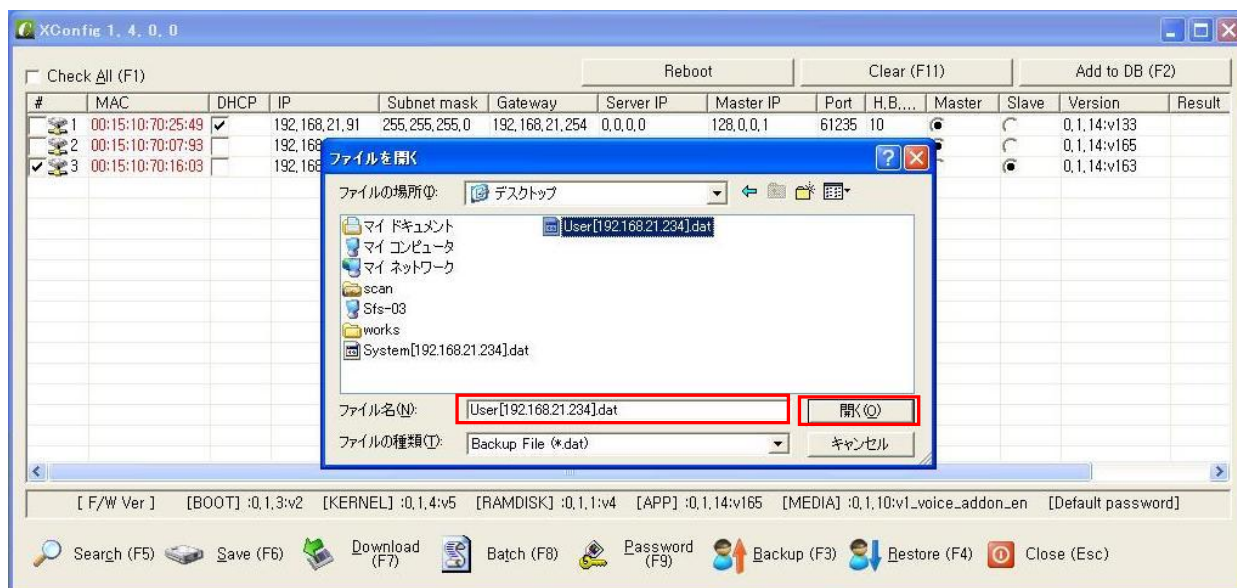 XConfig 1, 4, 0, 0
Check All (F1)
Reboot
Clear (F11)
Add to DB (F2)
# MAC DHCP IP Subnet mask Gateway Server IP Master IP Port H,B,... Master Slave Version Result
1 00:15:10:70:25:49 192,168,21,91 255,255,255,0 192,168,21,254 0,0,0,0 128,0,0,1 61235 10 0,1,14:v133
2 00:15:10:70:07:93 192,168 0,1,14:v165
3 00:15:10:70:16:03 192,168 0,1,14:v163
ファイルを開く
ファイルの場所(I): デスクトップ
マイ ドキュメント
マイ コンピュータ
マイ ネットワーク
scan
Sfs-03
works
System[192.168.21.234].dat
User[192.168.21.234].dat
ファイル名(N): User[192.168.21.234].dat 開く(O)
ファイルの種類(T): Backup File (*.dat) キャンセル
[ F/W Ver ] [BOOT] :0,1,3:v2 [KERNEL] :0,1,4:v5 [RAMDISK] :0,1,1:v4 [APP] :0,1,14:v165 [MEDIA] :0,1,10:v1_voice_addon_en [Default password]
Search (F5)
Save (F6)
Download (F7)
Batch (F8)
Password (F9)
Backup (F3)
Restore (F4)
Close (Esc)